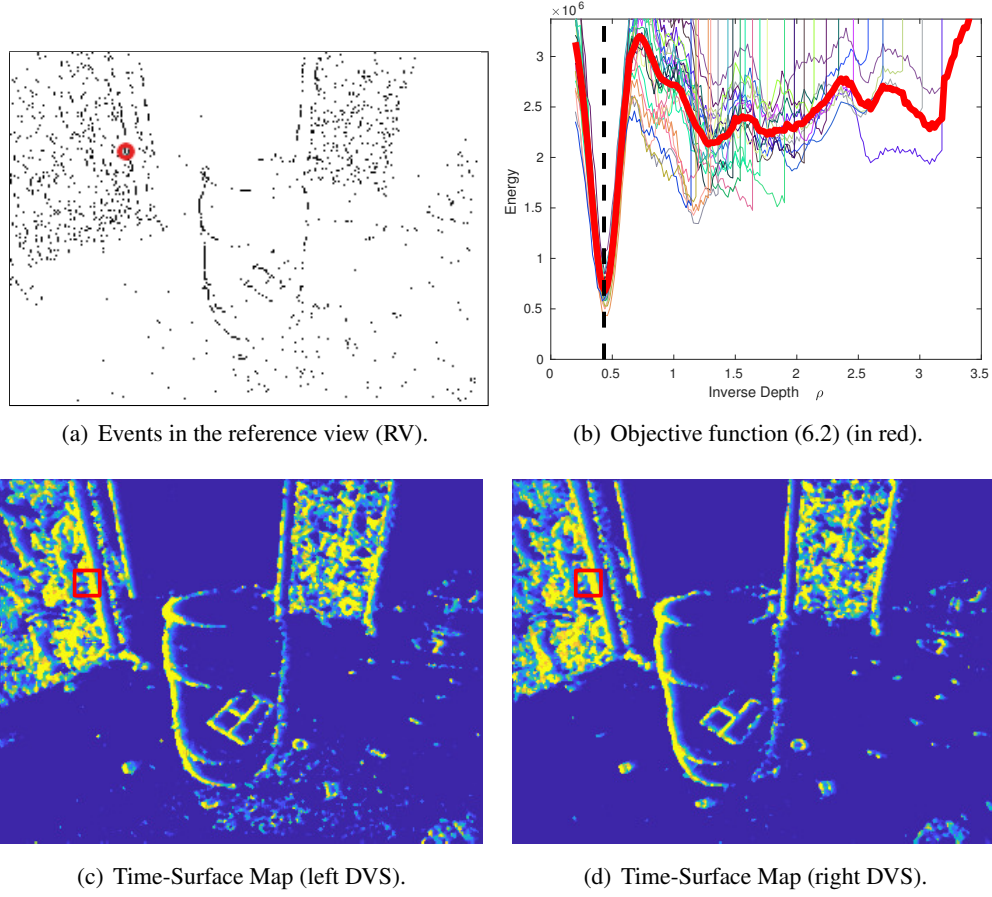 ×10⁶
3
2.5
2
1.5
1
0.5
0
Energy
0 0.5 1 1.5 2 2.5 3 3.5
Inverse Depth ρ
(a) Events in the reference view (RV).
(b) Objective function (6.2) (in red).
(c) Time-Surface Map (left DVS).
(d) Time-Surface Map (right DVS).